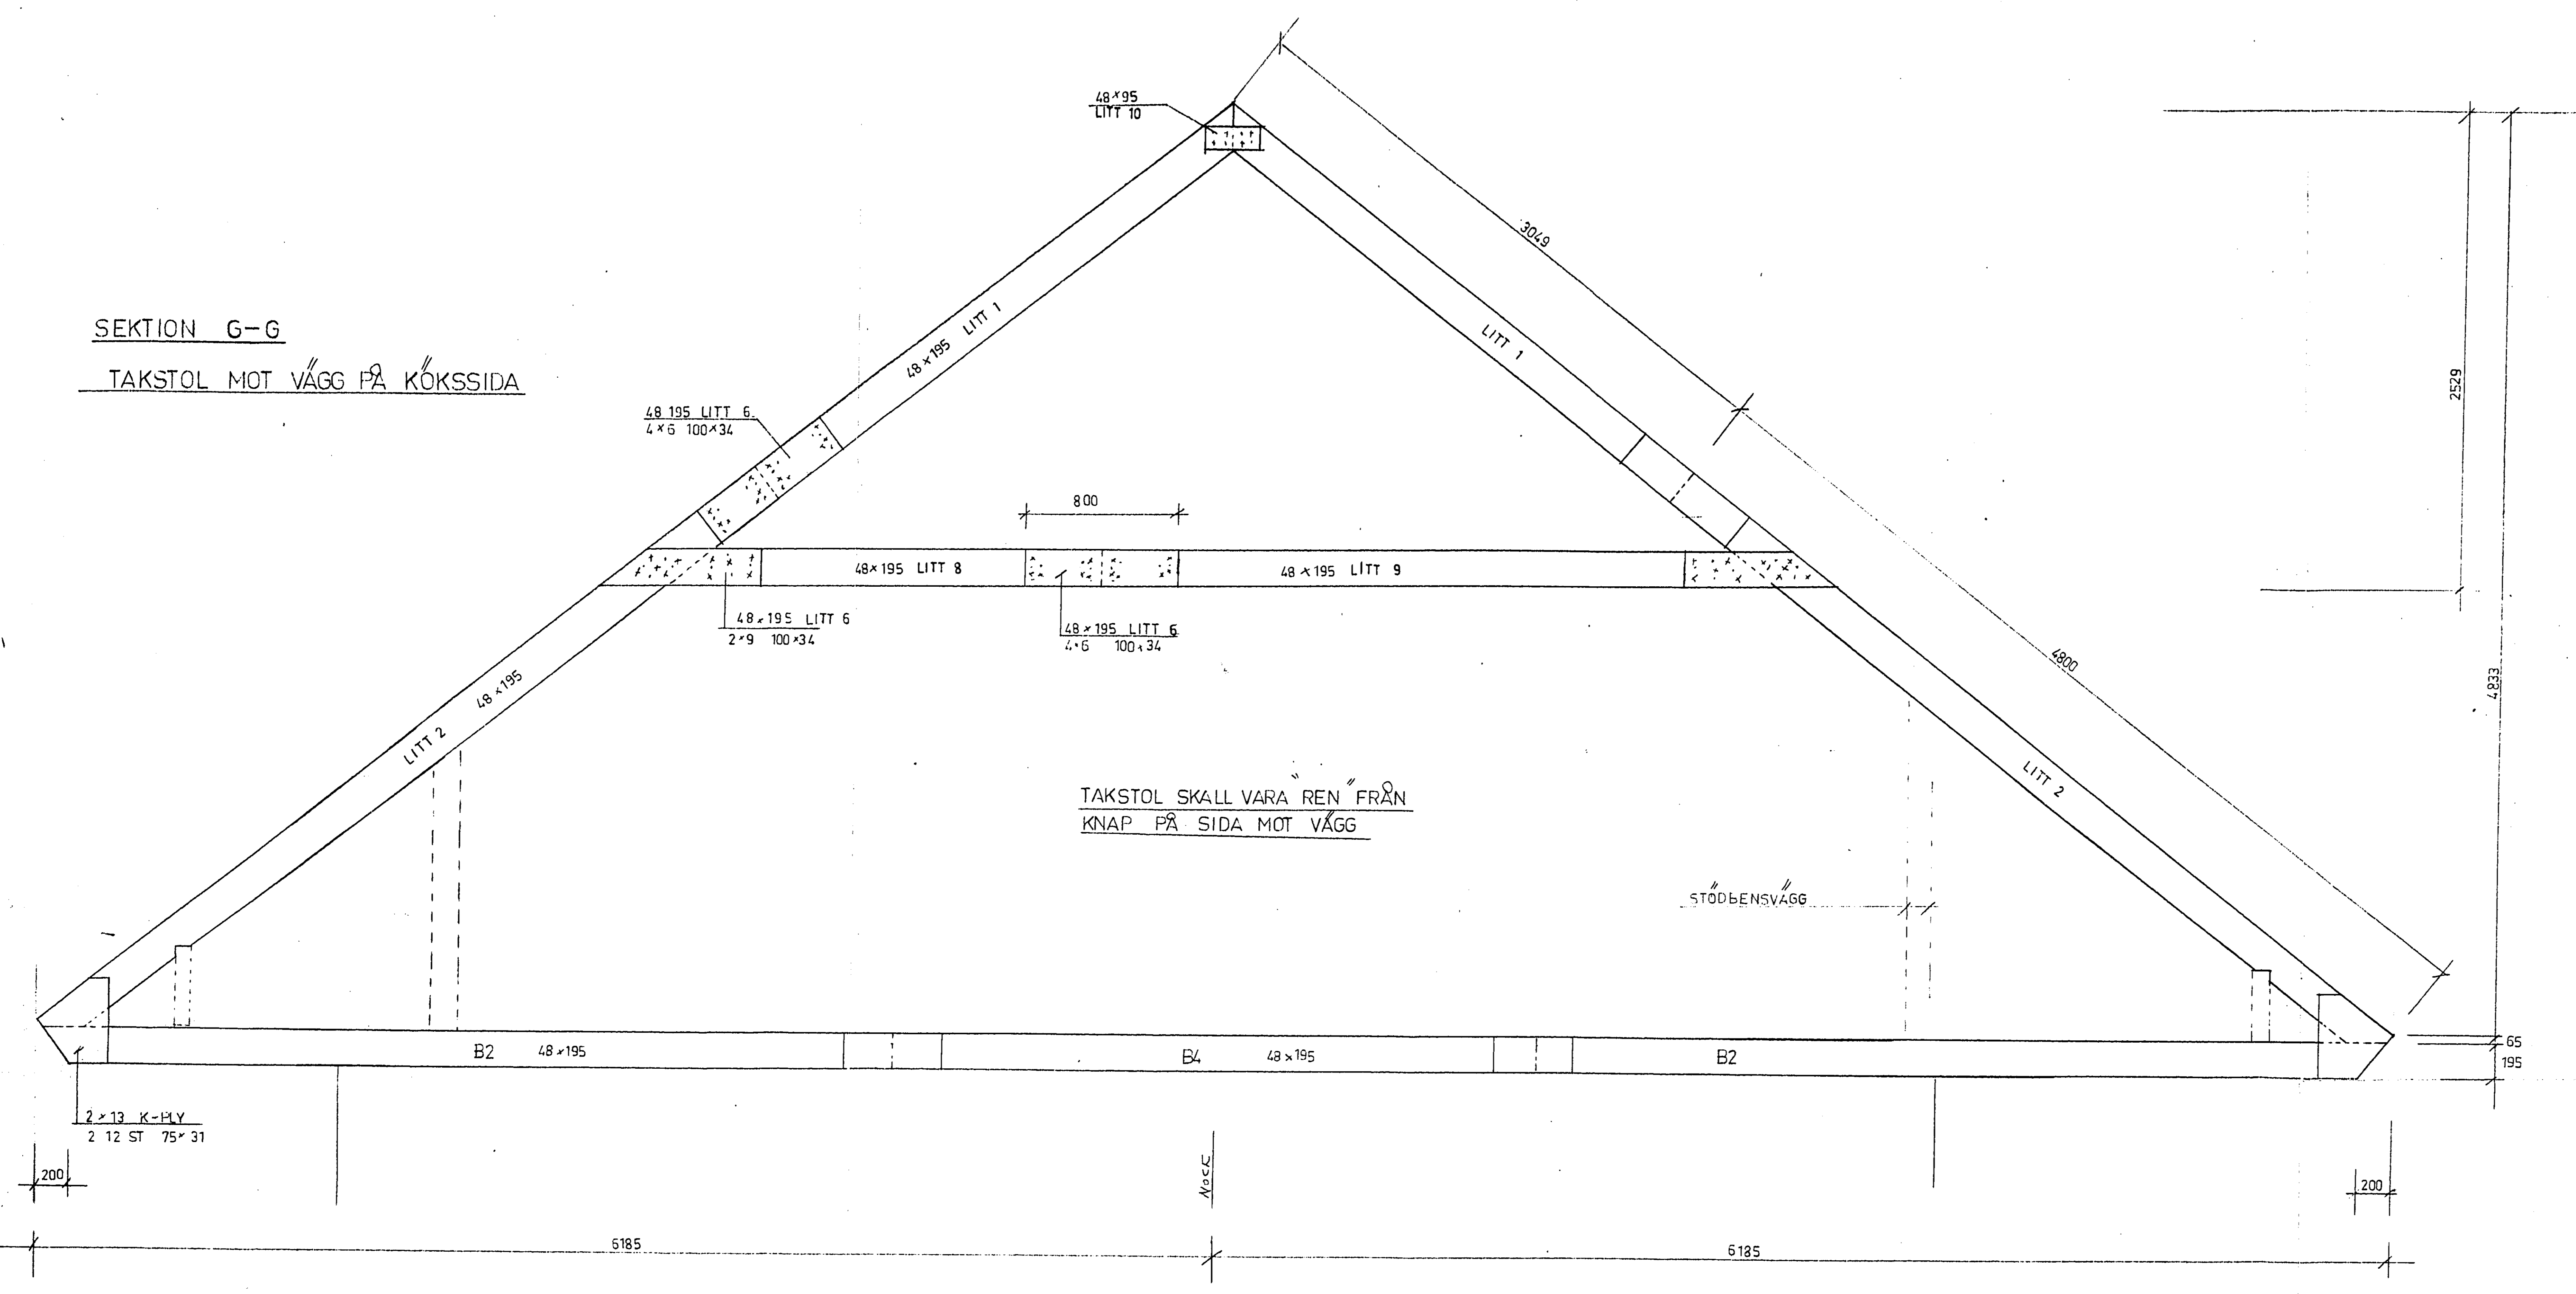 48×95
LITT 10
3049
SEKTION G-G
TAKSTOL MOT VÄGG PÅ KÖKSSIDA
48×195 LITT 1
LITT 1
2529
48 195 LITT 6
4×6 100×34
800
48×195 LITT 8
48×195 LITT 9
48×195 LITT 6
2×9 100×34
48×195 LITT 6
4×6 100×34
4800
4833
LITT 2 48×195
LITT 2
TAKSTOL SKALL VARA "REN" FRÅN
KNAP PÅ SIDA MOT VÄGG
STÖDBENSVÄGG
65
195
B2 48×195
B4 48×195
B2
2×13 K-PLY
2 12 ST 75×31
200
NOCK
200
6185
6185